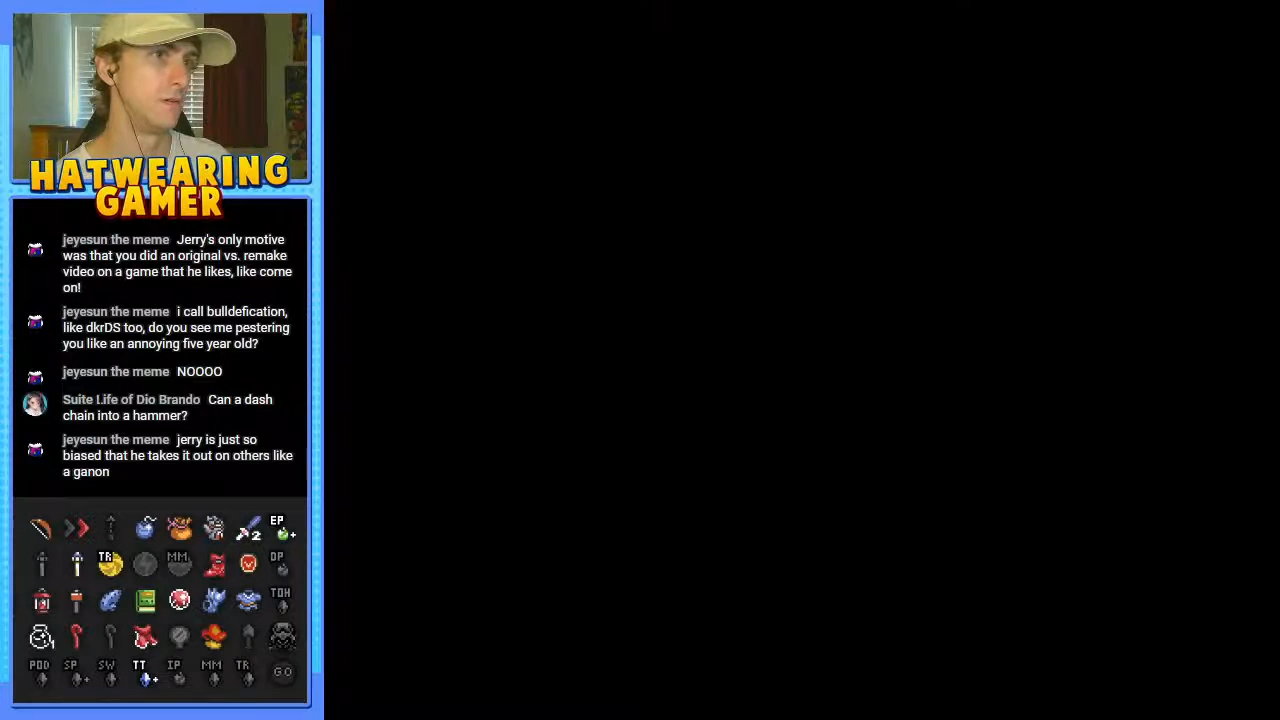 HATWEARING
GAMER
jeyesun the meme Jerry's only motive
was that you did an original vs. remake
video on a game that he likes, like come
on!
jeyesun the meme i call bulldefication,
like dkrDS too, do you see me pestering
you like an annoying five year old?
jeyesun the meme NOOOO
Suite Life of Dio Brando Can a dash
chain into a hammer?
jeyesun the meme jerry is just so
biased that he takes it out on others like
a ganon
2 EP +
TR MM DP
TOH
1
POD SP + SW TT + IP MM TR GO